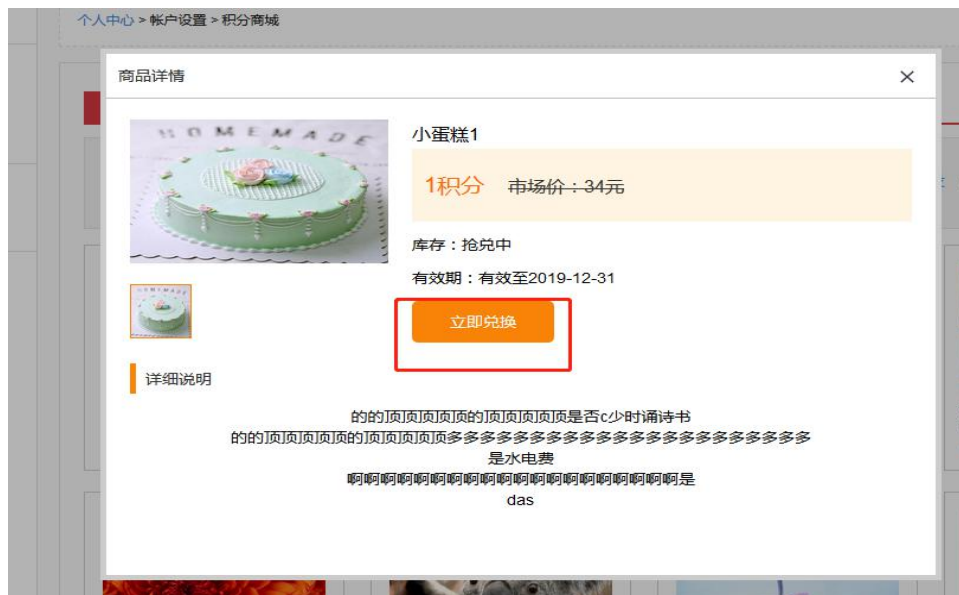 个人中心 > 帐户设置 > 积分商城
商品详情
HOMEMADE
小蛋糕1
1积分 市场价：34元
库存：抢兑中
有效期：有效至2019-12-31
立即兑换
详细说明
的的顶顶顶顶顶的顶顶顶顶顶是否c少时诵诗书
的的顶顶顶顶顶的顶顶顶顶顶多多多多多多多多多多多多多多多多多多多多多多
是水电费
啊啊啊啊啊啊啊啊啊啊啊啊啊啊啊啊啊啊啊啊是
das